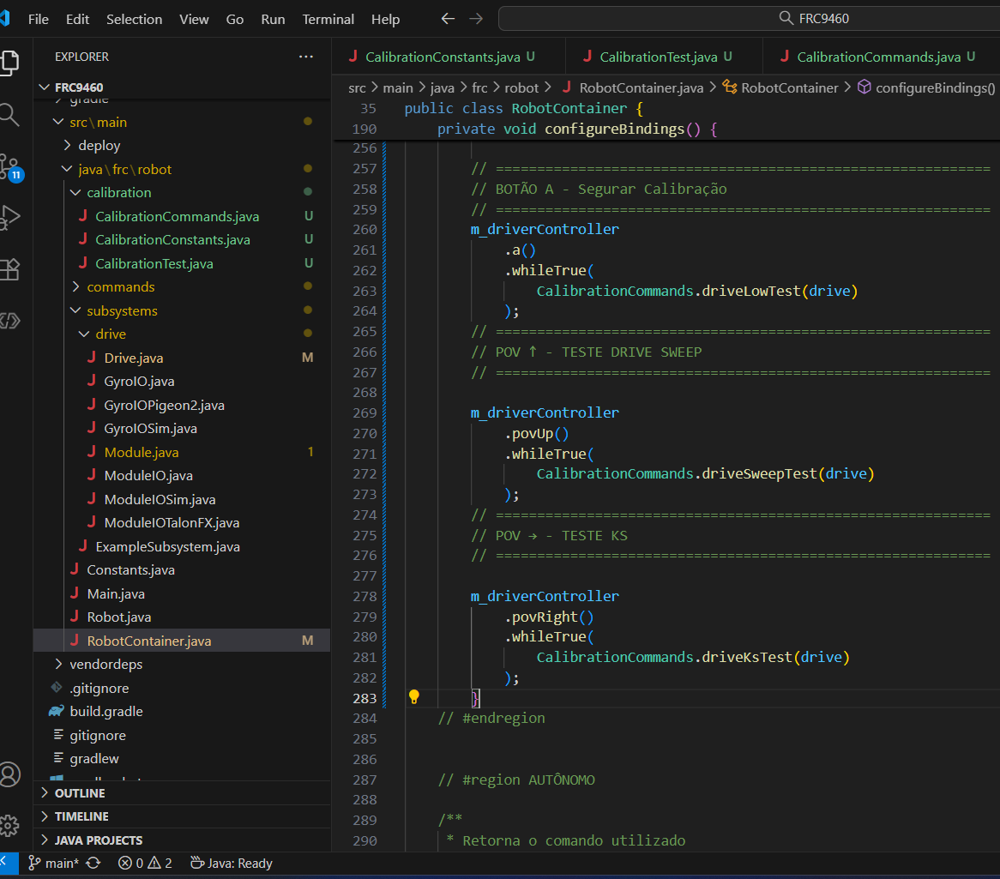 File Edit Selection View Go Run Terminal Help
FRC9460
EXPLORER
FRC9460
gradle
src\main
deploy
java\frc\robot
calibration
CalibrationCommands.java U
CalibrationConstants.java U
CalibrationTest.java U
commands
subsystems
drive
Drive.java M
GyroIO.java
GyroIOPigeon2.java
GyroIOSim.java
Module.java 1
ModuleIO.java
ModuleIOSim.java
ModuleIOTalonFX.java
ExampleSubsystem.java
Constants.java
Main.java
Robot.java
RobotContainer.java M
vendordeps
.gitignore
build.gradle
gitignore
gradlew
OUTLINE
TIMELINE
JAVA PROJECTS
11
CalibrationConstants.java U CalibrationTest.java U CalibrationCommands.java U
src > main > java > frc > robot > RobotContainer.java > RobotContainer > configureBindings()
35 public class RobotContainer {
190 private void configureBindings() {
256
257 // ============================================================
258 // BOTÃO A - Segurar Calibração
259 // ============================================================
260 m_driverController
261 .a()
262 .whileTrue(
263 CalibrationCommands.driveLowTest(drive)
264 );
265 // ============================================================
266 // POV ↑ - TESTE DRIVE SWEEP
267 // ============================================================
268
269 m_driverController
270 .povUp()
271 .whileTrue(
272 CalibrationCommands.driveSweepTest(drive)
273 );
274 // ============================================================
275 // POV → - TESTE KS
276 // ============================================================
277
278 m_driverController
279 .povRight()
280 .whileTrue(
281 CalibrationCommands.driveKsTest(drive)
282 );
283 }
284 // #endregion
285
286
287 // #region AUTÔNOMO
288
289 /**
290 * Retorna o comando utilizado
main* 0 2 Java: Ready